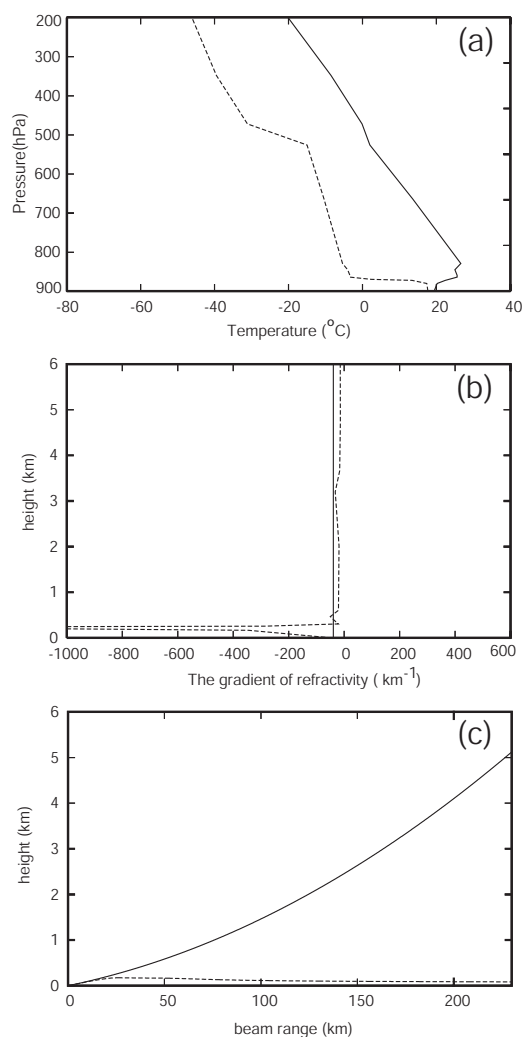 (a)
200
300
400
500
600
700
800
900
Pressure(hPa)
-80 -60 -40 -20 0 20 40
Temperature (°C)
(b)
6
5
4
3
2
1
0
height (km)
-1000 -800 -600 -400 -200 0 200 400 600
The gradient of refractivity ( km-1)
(c)
6
5
4
3
2
1
0
height (km)
0 50 100 150 200
beam range (km)